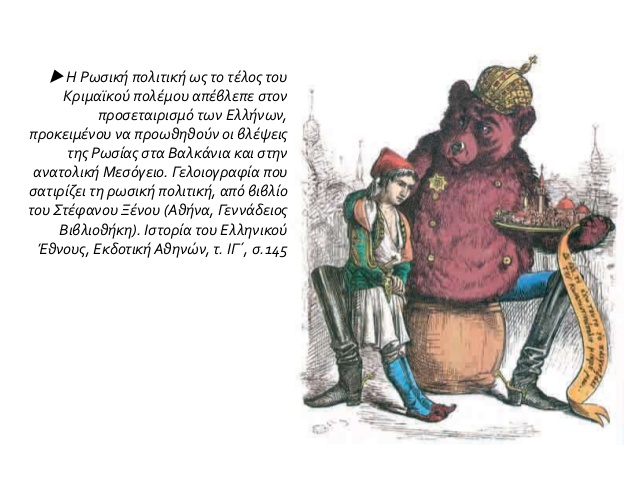 ▶ Η Ρωσική πολιτική ως το τέλος του
Κριμαϊκού πολέμου απέβλεπε στον
προσεταιρισμό των Ελλήνων,
προκειμένου να προωθηθούν οι βλέψεις
της Ρωσίας στα Βαλκάνια και στην
ανατολική Μεσόγειο. Γελοιογραφία που
σατιρίζει τη ρωσική πολιτική, από βιβλίο
του Στέφανου Ξένου (Αθήνα, Γεννάδειος
Βιβλιοθήκη). Ιστορία του Ελληνικού
Έθνους, Εκδοτική Αθηνών, τ. ΙΓ΄, σ.145